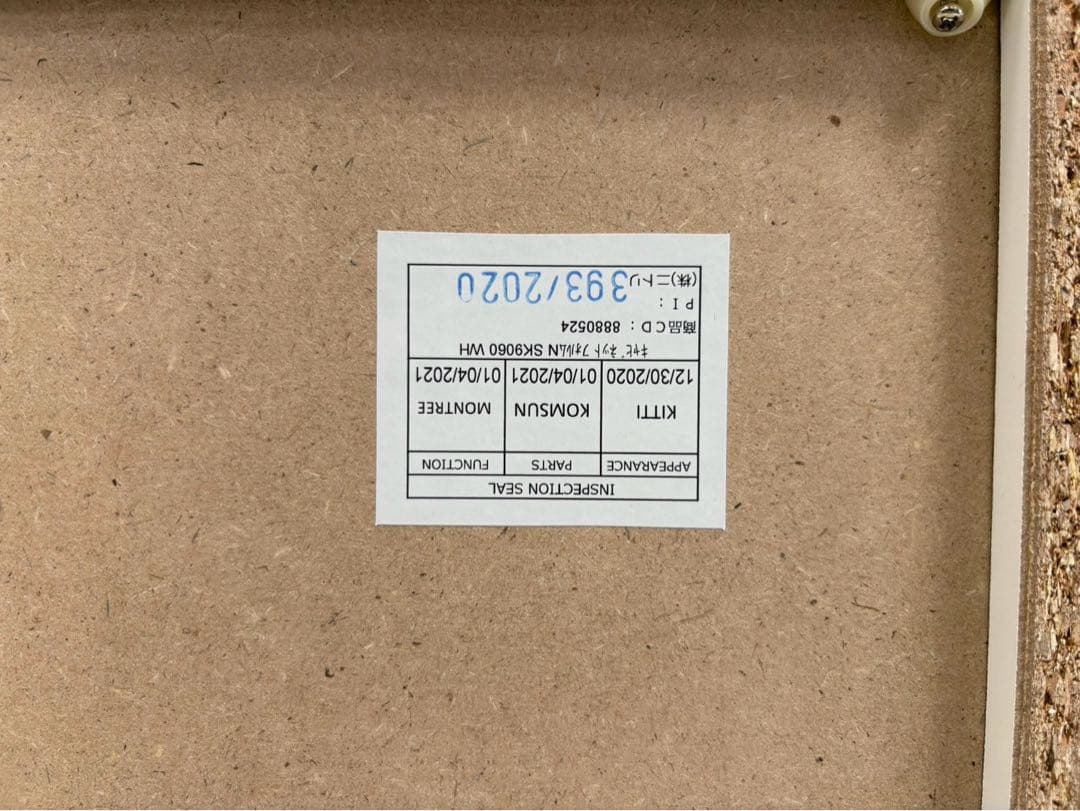 INSPECTION SEAL
APPEARANCE PARTS FUNCTION
KITTI KOMSUN MONTREE
12/30/2020 01/04/2021 01/04/2021
ｷｬﾋﾞﾈｯﾄ ﾌｫﾙﾑN SK9060 WH
商品CD: 8880524
PI:
393/2020
(株)ニトリ